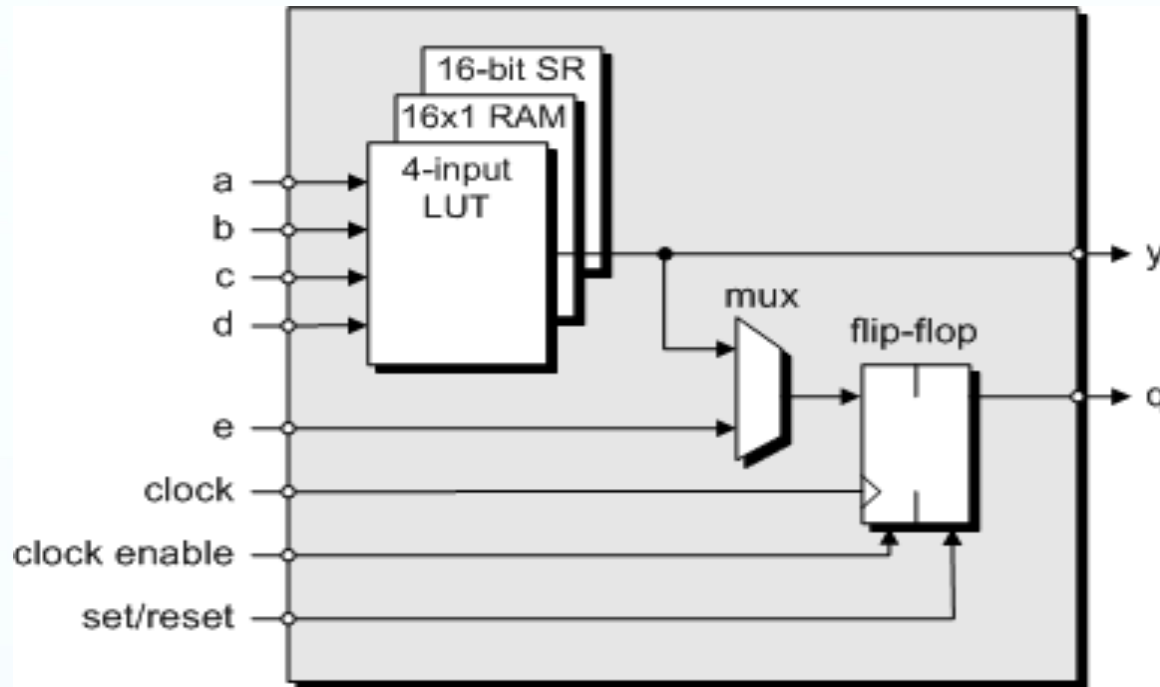 16-bit SR
16x1 RAM
4-input
LUT
a
b
c
d
y
mux
flip-flop
q
e
clock
clock enable
set/reset